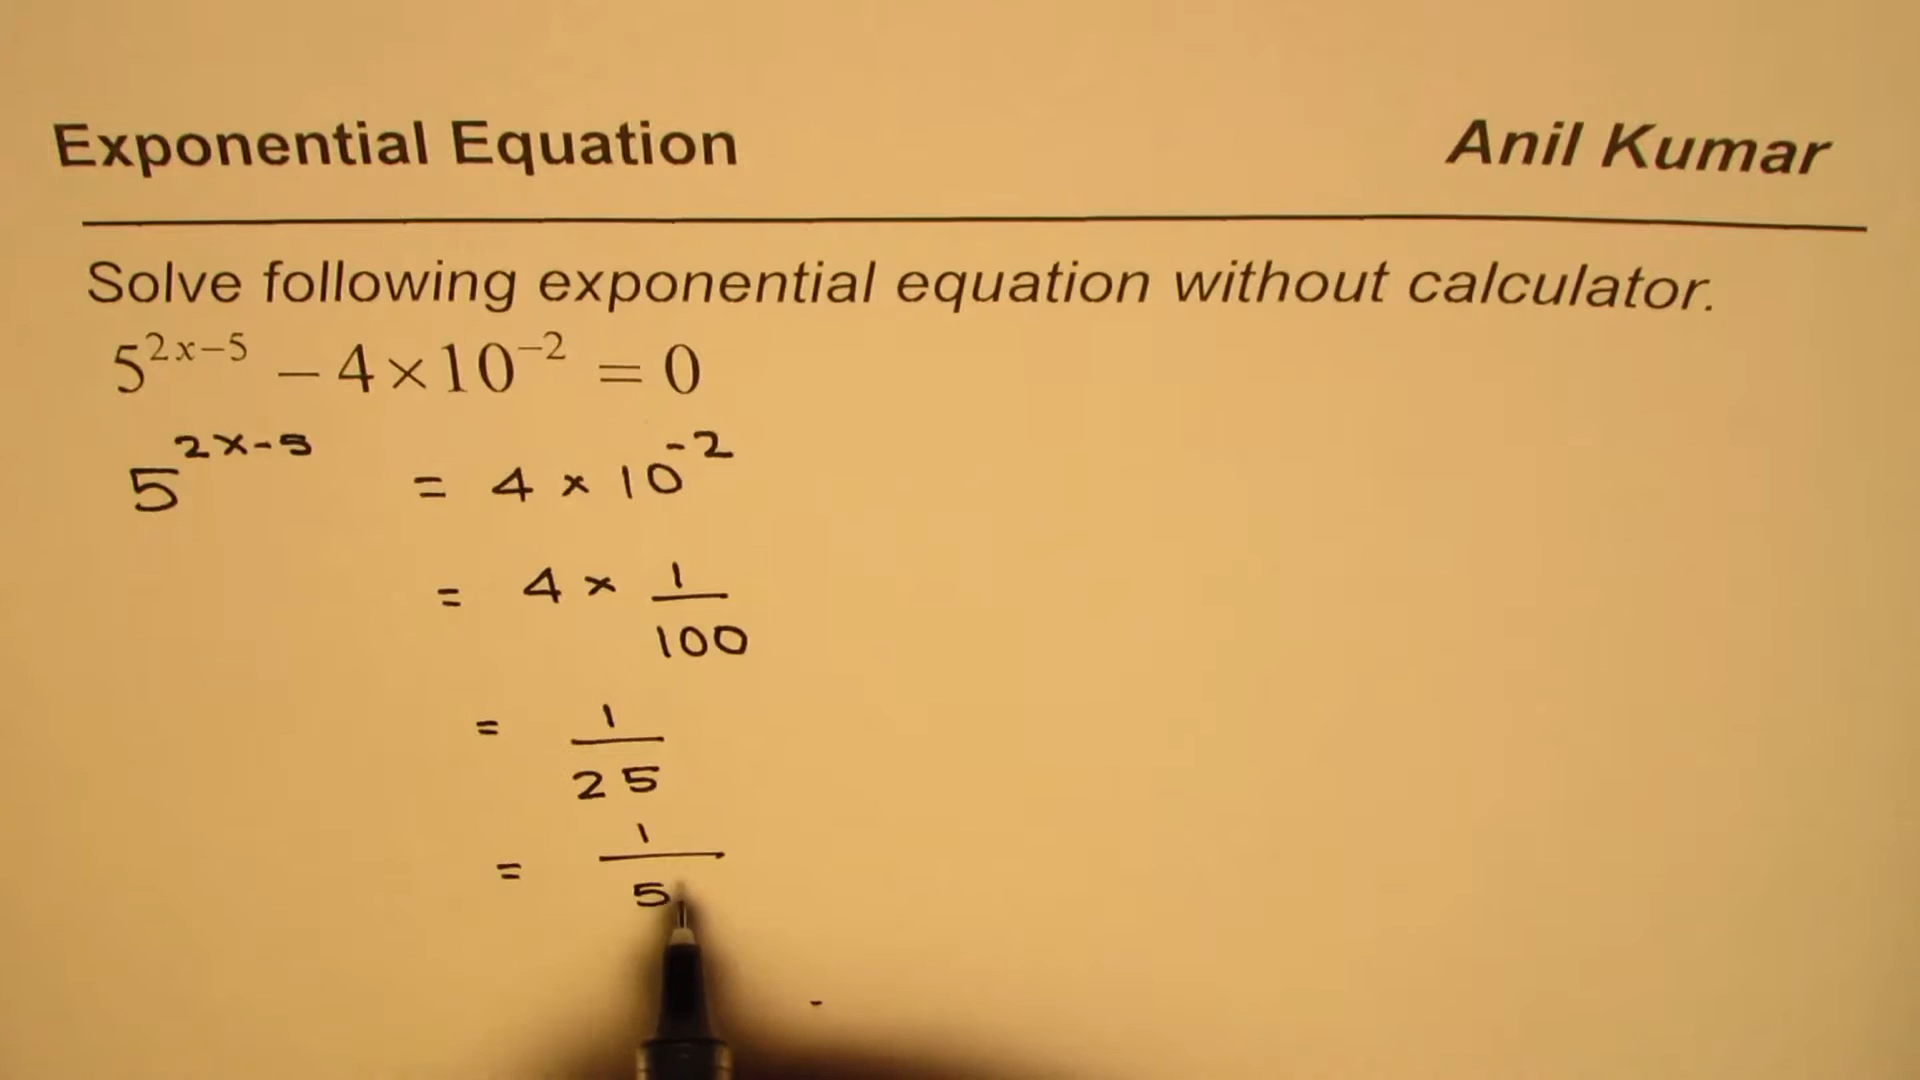 Exponential Equation Anil Kumar
Solve following exponential equation without calculator.
5^{2x-5} - 4×10^{-2} = 0
5^{2x-5} = 4 × 10^{-2}
= 4 × 1/100
= 1/25
= 1/5